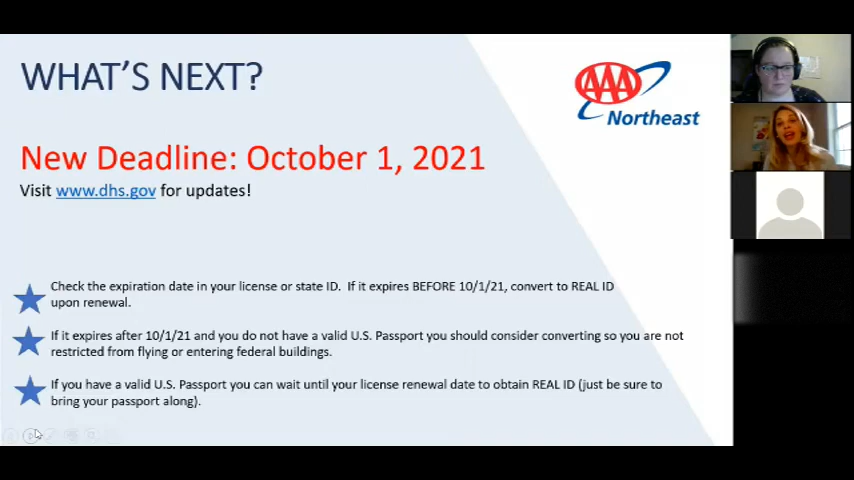 WHAT'S NEXT?
AAA
Northeast
New Deadline: October 1, 2021
Visit www.dhs.gov for updates!
Check the expiration date in your license or state ID. If it expires BEFORE 10/1/21, convert to REAL ID
upon renewal.
If it expires after 10/1/21 and you do not have a valid U.S. Passport you should consider converting so you are not
restricted from flying or entering federal buildings.
If you have a valid U.S. Passport you can wait until your license renewal date to obtain REAL ID (just be sure to
bring your passport along).